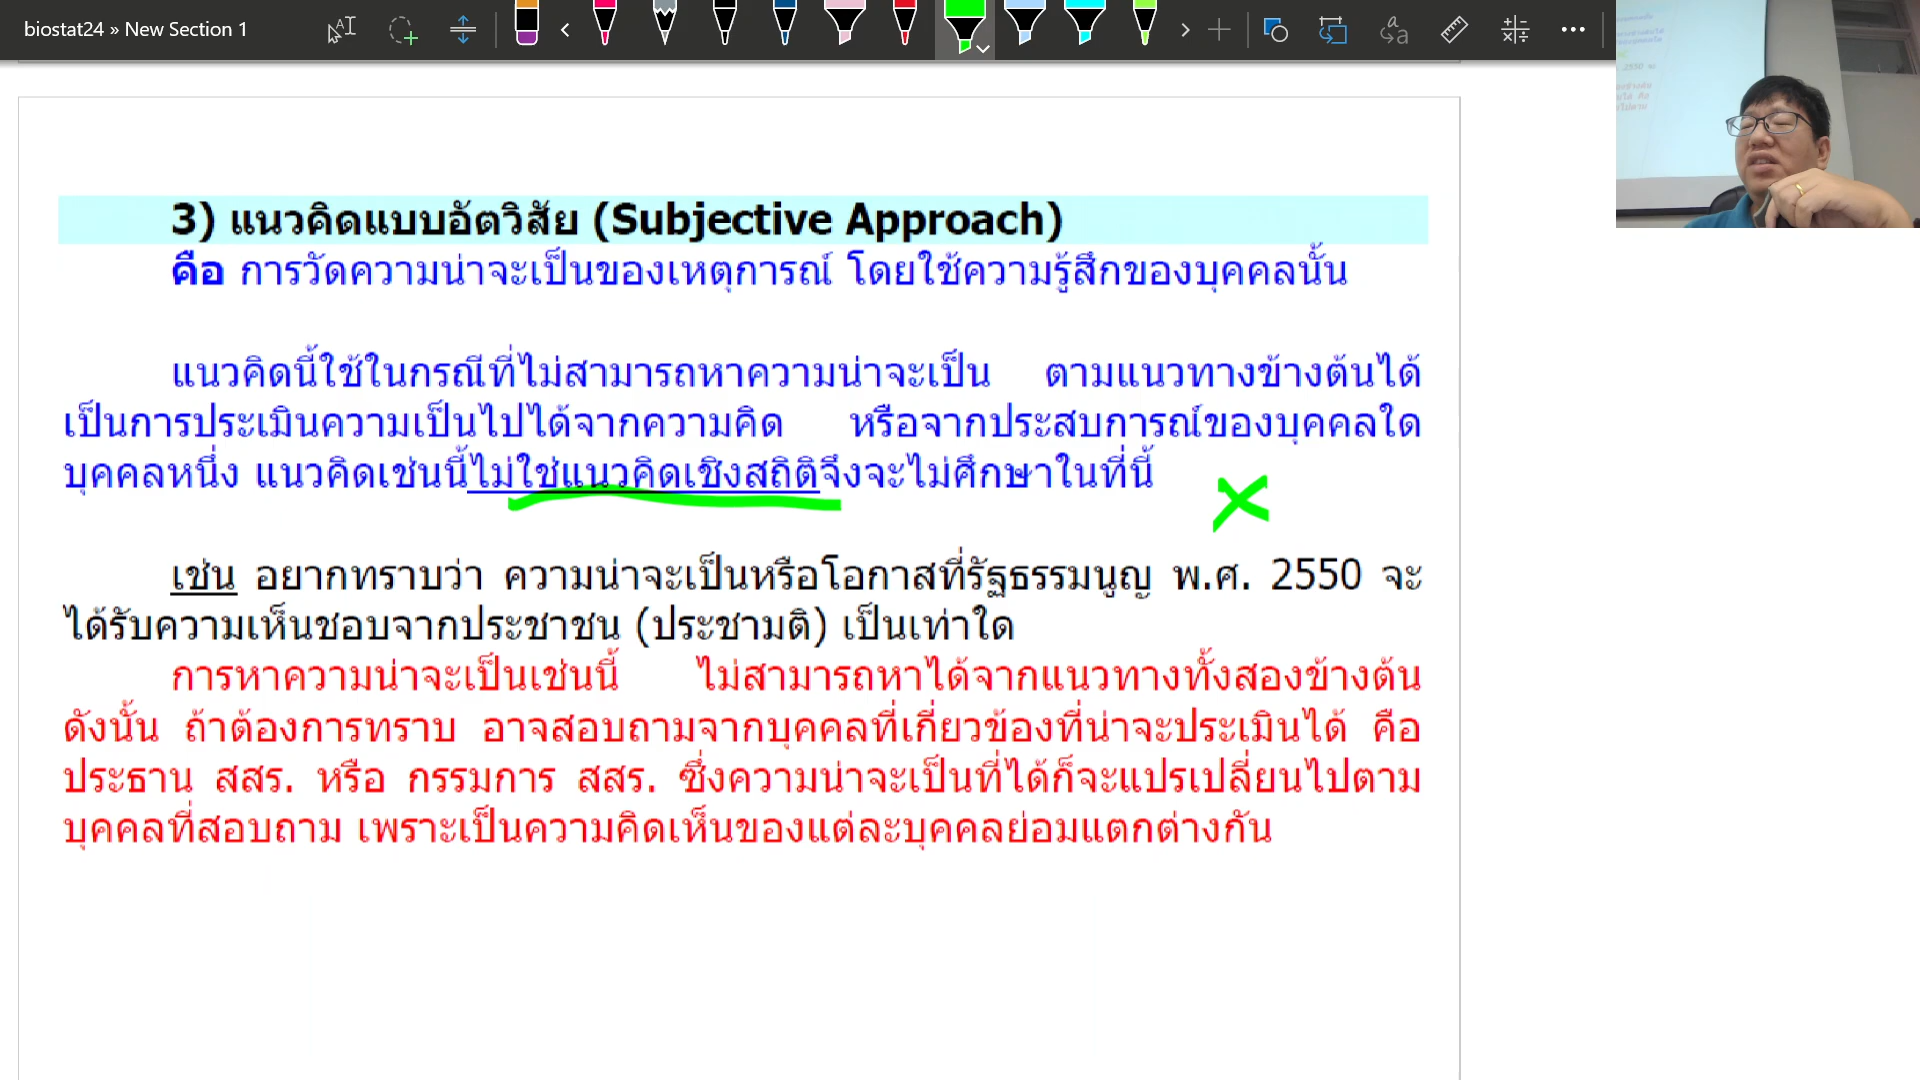 biostat24 » New Section 1
3) แนวคิดแบบอัตวิสัย (Subjective Approach)
คือ การวัดความน่าจะเป็นของเหตุการณ์ โดยใช้ความรู้สึกของบุคคลนั้น
แนวคิดนี้ใช้ในกรณีที่ไม่สามารถหาความน่าจะเป็น ตามแนวทางข้างต้นได้
เป็นการประเมินความเป็นไปได้จากความคิด หรือจากประสบการณ์ของบุคคลใด
บุคคลหนึ่ง แนวคิดเช่นนี้ไม่ใช่แนวคิดเชิงสถิติจึงจะไม่ศึกษาในที่นี้
เช่น อยากทราบว่า ความน่าจะเป็นหรือโอกาสที่รัฐธรรมนูญ พ.ศ. 2550 จะ
ได้รับความเห็นชอบจากประชาชน (ประชามติ) เป็นเท่าใด
การหาความน่าจะเป็นเช่นนี้ ไม่สามารถหาได้จากแนวทางทั้งสองข้างต้น
ดังนั้น ถ้าต้องการทราบ อาจสอบถามจากบุคคลที่เกี่ยวข้องที่น่าจะประเมินได้ คือ
ประธาน สสร. หรือ กรรมการ สสร. ซึ่งความน่าจะเป็นที่ได้ก็จะแปรเปลี่ยนไปตาม
บุคคลที่สอบถาม เพราะเป็นความคิดเห็นของแต่ละบุคคลย่อมแตกต่างกัน